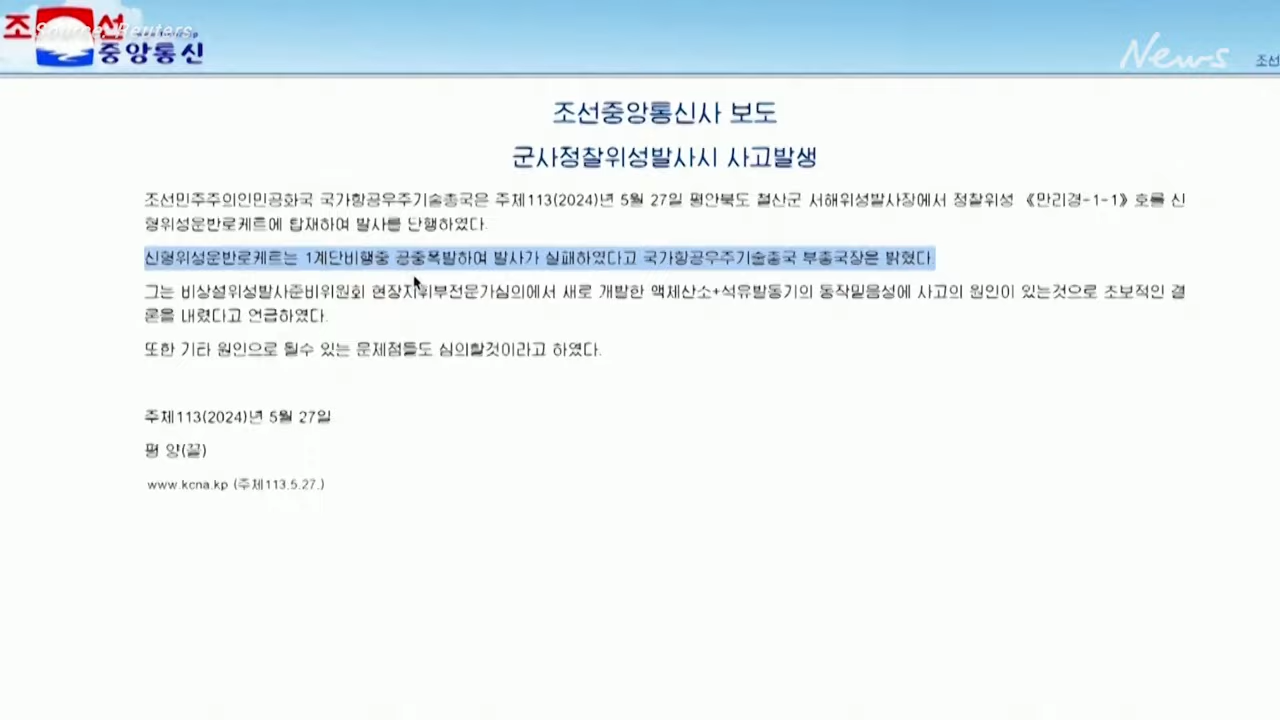 조선
Source: Reuters
중앙통신
News
조선
조선중앙통신사 보도
군사정찰위성발사시 사고발생
조선민주주의인민공화국 국가항공우주기술총국은 주체113(2024)년 5월 27일 평안북도 철산군 서해위성발사장에서 정찰위성 《만리경-1-1》호를 신
형위성운반로케트에 탑재하여 발사를 단행하였다.
신형위성운반로케트는 1계단비행중 공중폭발하여 발사가 실패하였다고 국가항공우주기술총국 부총국장은 밝혔다.
그는 비상설위성발사준비위원회 현장지휘부전문가심의에서 새로 개발한 액체산소+석유발동기의 동작믿음성에 사고의 원인이 있는것으로 초보적인 결
론을 내렸다고 언급하였다.
또한 기타 원인으로 될수 있는 문제점들도 심의할것이라고 하였다.
주체113(2024)년 5월 27일
평 양(끝)
www.kcna.kp (주체113.5.27.)